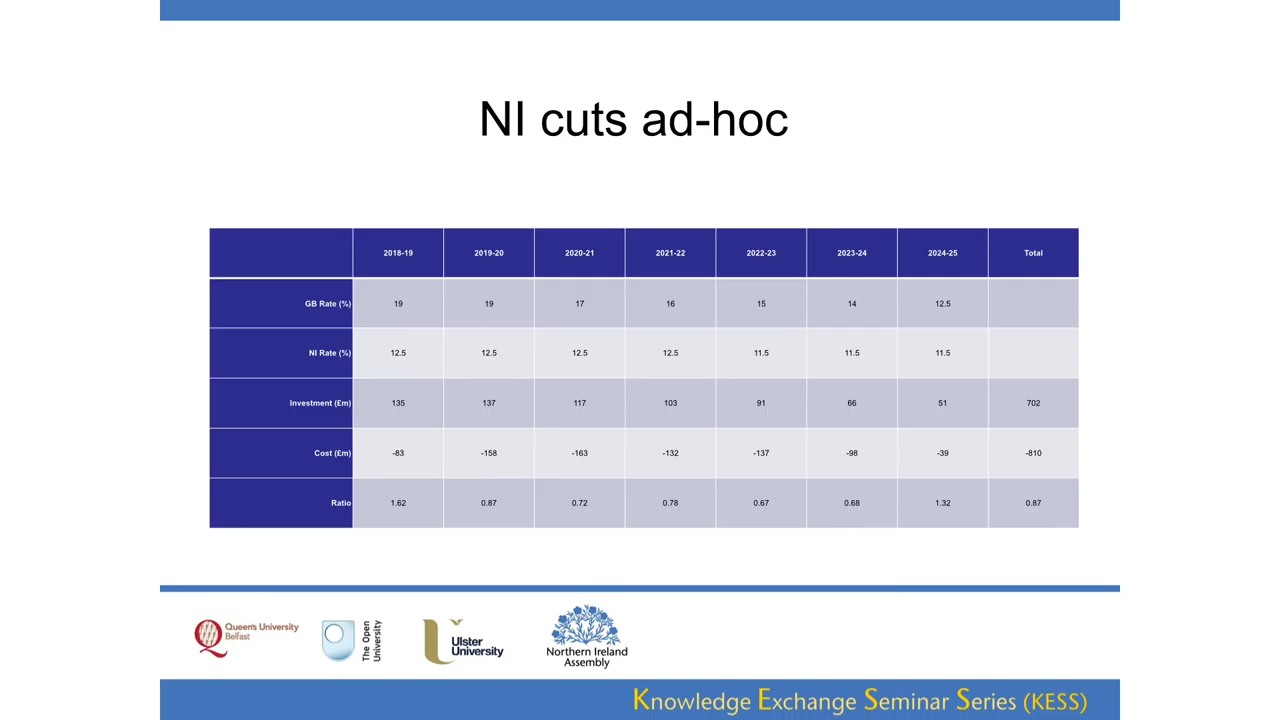 NI cuts ad-hoc
2018-19 2019-20 2020-21 2021-22 2022-23 2023-24 2024-25 Total
GB Rate (%) 19 19 17 16 15 14 12.5
NI Rate (%) 12.5 12.5 12.5 12.5 11.5 11.5 11.5
Investment (£m) 135 137 117 103 91 66 51 702
Cost (£m) -83 -158 -163 -132 -137 -98 -39 -810
Ratio 1.62 0.87 0.72 0.78 0.67 0.68 1.32 0.87
Queen's University
Belfast
The Open
University
Ulster
University
Northern Ireland
Assembly
Knowledge Exchange Seminar Series (KESS)